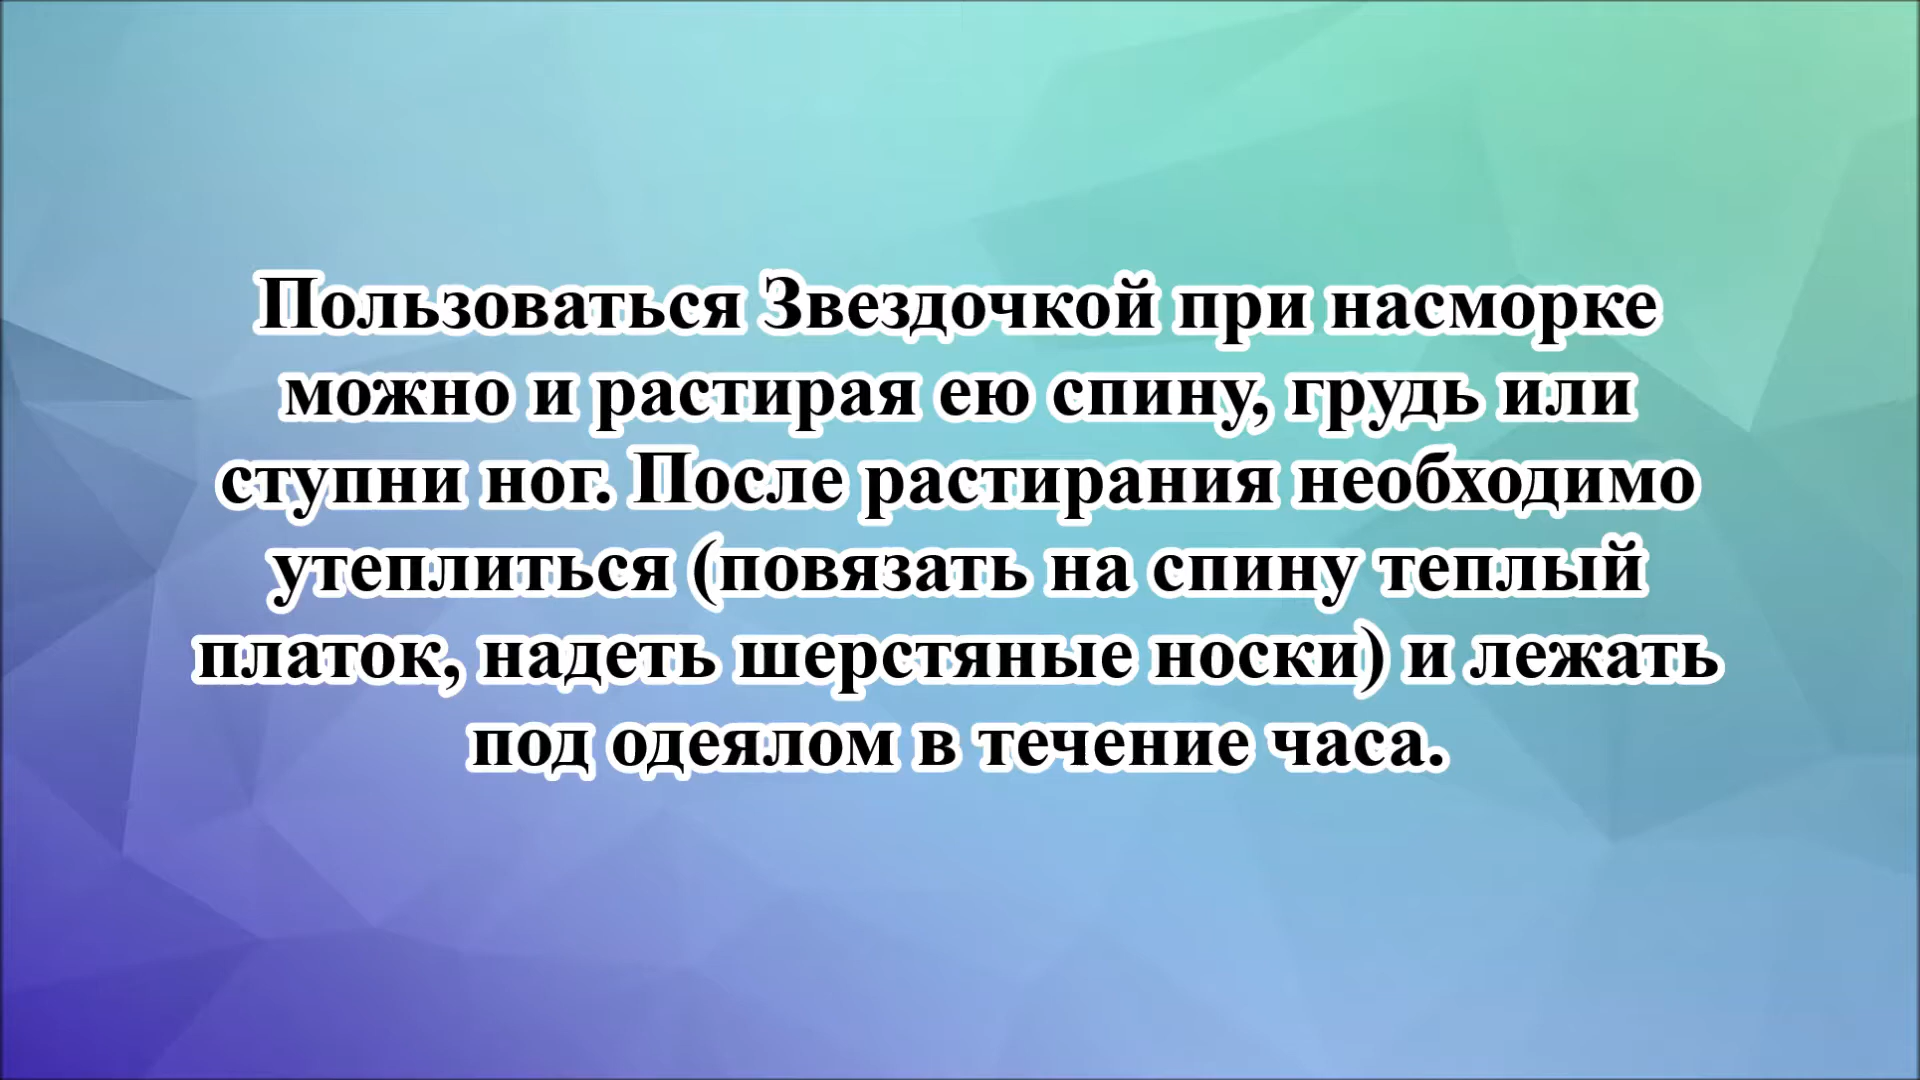 Пользоваться Звездочкой при насморке
можно и растирая ею спину, грудь или
ступни ног. После растирания необходимо
утеплиться (повязать на спину теплый
платок, надеть шерстяные носки) и лежать
под одеялом в течение часа.